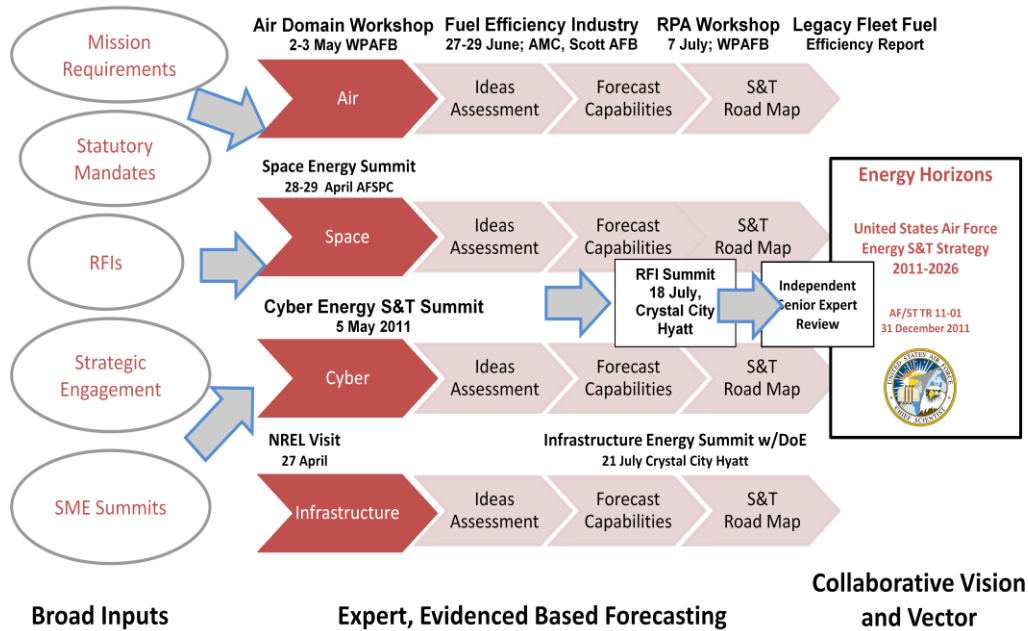 Mission
Requirements
Statutory
Mandates
RFIs
Strategic
Engagement
SME Summits
Air Domain Workshop
2-3 May WPAFB
Fuel Efficiency Industry
27-29 June; AMC, Scott AFB
RPA Workshop
7 July; WPAFB
Legacy Fleet Fuel
Efficiency Report
Air
Ideas
Assessment
Forecast
Capabilities
S&T
Road Map
Space Energy Summit
28-29 April AFSPC
Space
Ideas
Assessment
Forecast
Capabilities
S&T
Road Map
RFI Summit
18 July,
Crystal City
Hyatt
Independent
Senior Expert
Review
Cyber Energy S&T Summit
5 May 2011
Cyber
Ideas
Assessment
Forecast
Capabilities
S&T
Road Map
NREL Visit
27 April
Infrastructure Energy Summit w/DoE
21 July Crystal City Hyatt
Infrastructure
Ideas
Assessment
Forecast
Capabilities
S&T
Road Map
Energy Horizons
United States Air Force
Energy S&T Strategy
2011-2026
AF/ST TR 11-01
31 December 2011
UNITED STATES AIR FORCE
CHIEF SCIENTIST
Broad Inputs
Expert, Evidenced Based Forecasting
Collaborative Vision
and Vector